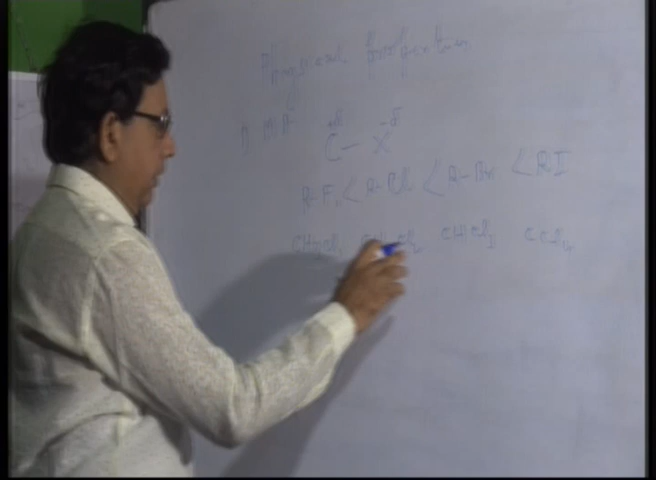 Physical Properties
C — X
R-F < R-Cl < R-Br < RI
CH3Cl CH2Cl2 CHCl3 CCl4